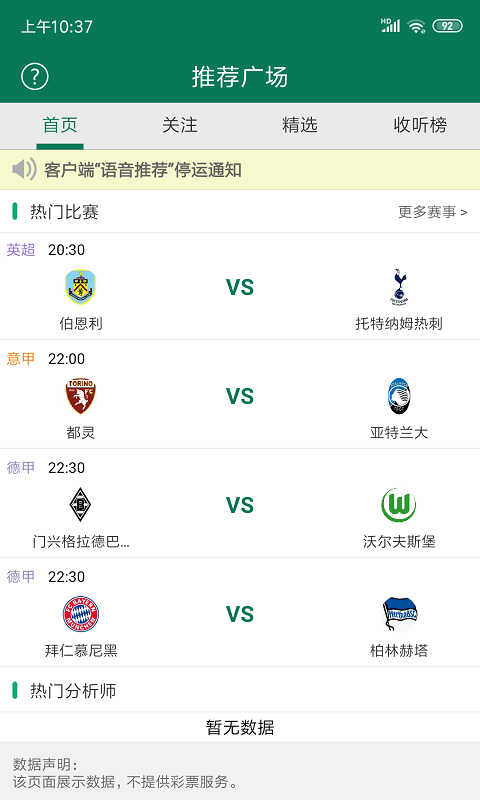 上午10:37
HD
92
?
推荐广场
首页 关注 精选 收听榜
客户端“语音推荐”停运通知
热门比赛 更多赛事 >
英超 20:30
VS
伯恩利 托特纳姆热刺
意甲 22:00
TORINO
FC
VS
都灵 亚特兰大
德甲 22:30
VS
门兴格拉德巴... 沃尔夫斯堡
德甲 22:30
FC BAYERN
MÜNCHEN
VS
拜仁慕尼黑 柏林赫塔
热门分析师
暂无数据
数据声明：
该页面展示数据，不提供彩票服务。